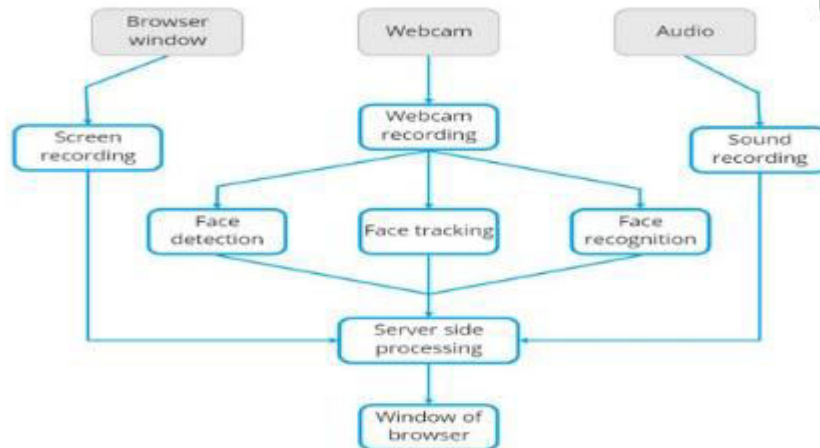 Browser
window
Webcam
Audio
Webcam
recording
Screen
recording
Sound
recording
Face
detection
Face tracking
Face
recognition
Server side
processing
Window of
browser